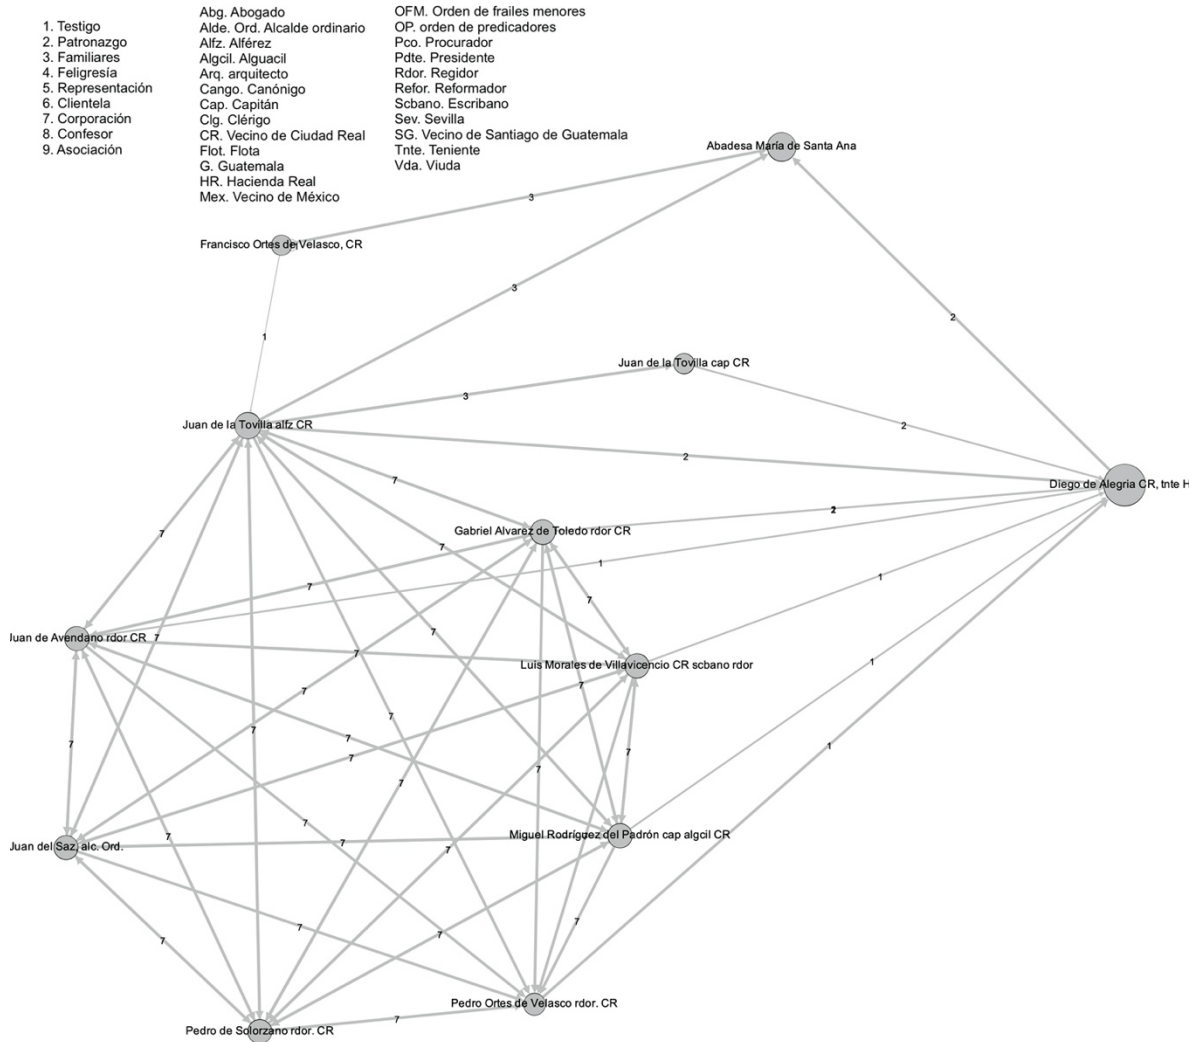 1. Testigo
2. Patronazgo
3. Familiares
4. Feligresía
5. Representación
6. Clientela
7. Corporación
8. Confesor
9. Asociación
Abg. Abogado
Alde. Ord. Alcalde ordinario
Alfz. Alférez
Algcil. Alguacil
Arq. arquitecto
Cango. Canónigo
Cap. Capitán
Clg. Clérigo
CR. Vecino de Ciudad Real
Flot. Flota
G. Guatemala
HR. Hacienda Real
Mex. Vecino de México
OFM. Orden de frailes menores
OP. orden de predicadores
Pco. Procurador
Pdte. Presidente
Rdor. Regidor
Refor. Reformador
Scbano. Escribano
Sev. Sevilla
SG. Vecino de Santiago de Guatemala
Tnte. Teniente
Vda. Viuda
Abadesa María de Santa Ana
3
Francisco Ortes de Velasco, CR
3
2
1
Juan de la Tovilla cap CR
3
Juan de la Tovilla alfz CR
2
2
7
Diego de Alegria CR, tnte H
Gabriel Alvarez de Toledo rdor CR
7
7
1
1
7
7
7
Juan de Avendano rdor CR
7
7
7
Luis Morales de Villavicencio CR scbano rdor
1
7
7
7
7
7
7
7
7
1
7
7
7
7
7
Miguel Rodríguez del Padrón cap algcil CR
7
Juan del Saz, alc. Ord.
7
7
7
7
7
Pedro Ortes de Velasco rdor. CR
7
Pedro de Solorzano rdor. CR